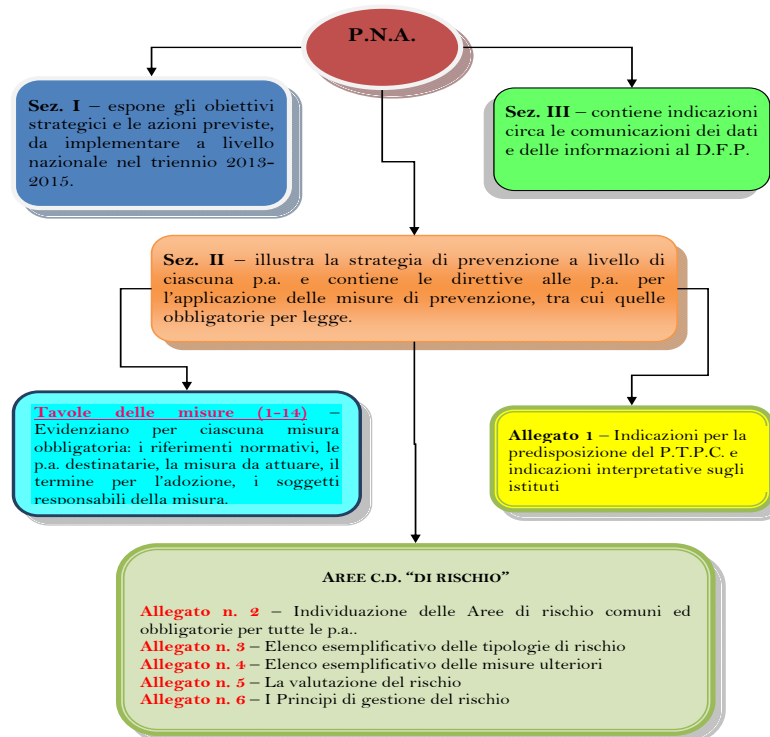 P.N.A.
Sez. I – espone gli obiettivi
strategici e le azioni previste,
da implementare a livello
nazionale nel triennio 2013-
2015.
Sez. III – contiene indicazioni
circa le comunicazioni dei dati
e delle informazioni al D.F.P.
Sez. II – illustra la strategia di prevenzione a livello di
ciascuna p.a. e contiene le direttive alle p.a. per
l'applicazione delle misure di prevenzione, tra cui quelle
obbligatorie per legge.
Tavole delle misure (1-14) –
Evidenziano per ciascuna misura
obbligatoria: i riferimenti normativi, le
p.a. destinatarie, la misura da attuare, il
termine per l'adozione, i soggetti
responsabili della misura.
Allegato 1 – Indicazioni per la
predisposizione del P.T.P.C. e
indicazioni interpretative sugli
istituti
AREE C.D. “DI RISCHIO”
Allegato n. 2 – Individuazione delle Aree di rischio comuni ed
obbligatorie per tutte le p.a..
Allegato n. 3 – Elenco esemplificativo delle tipologie di rischio
Allegato n. 4 – Elenco esemplificativo delle misure ulteriori
Allegato n. 5 – La valutazione del rischio
Allegato n. 6 – I Principi di gestione del rischio